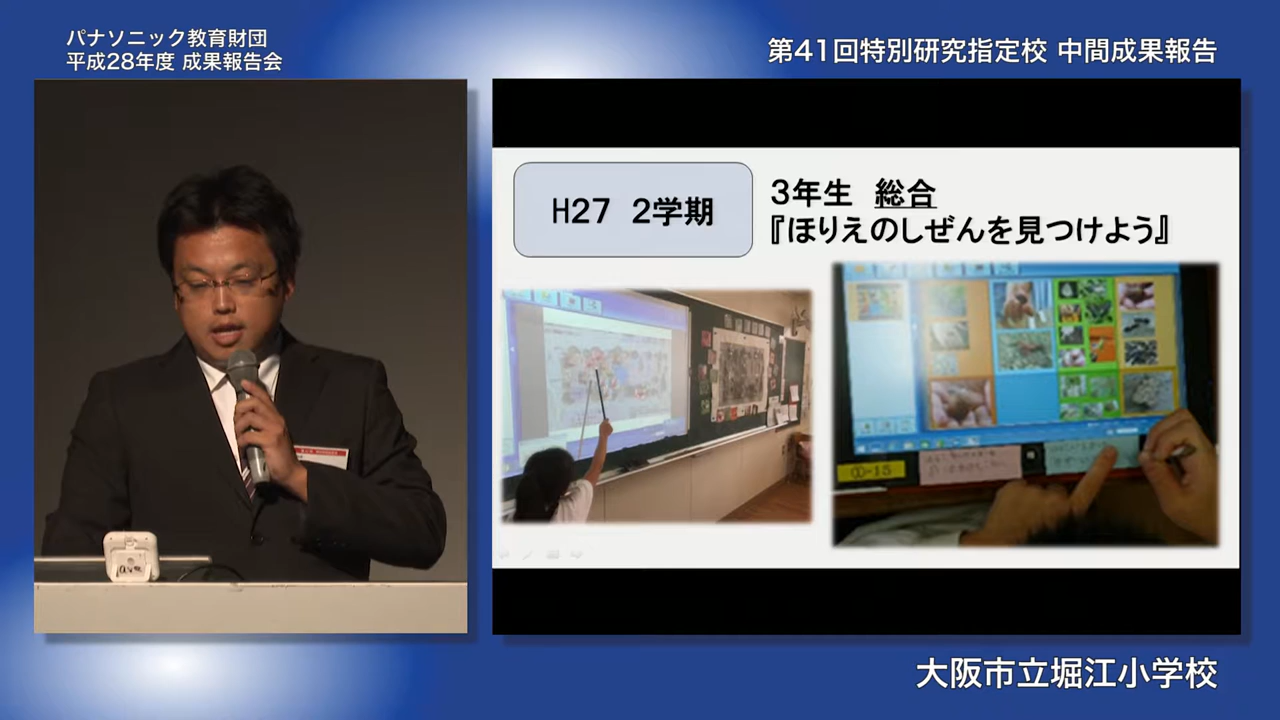 パナソニック教育財団
平成28年度 成果報告会
第41回特別研究指定校 中間成果報告
H27 2学期
3年生 総合
『ほりえのしぜんを見つけよう』
○-15
大阪市立堀江小学校